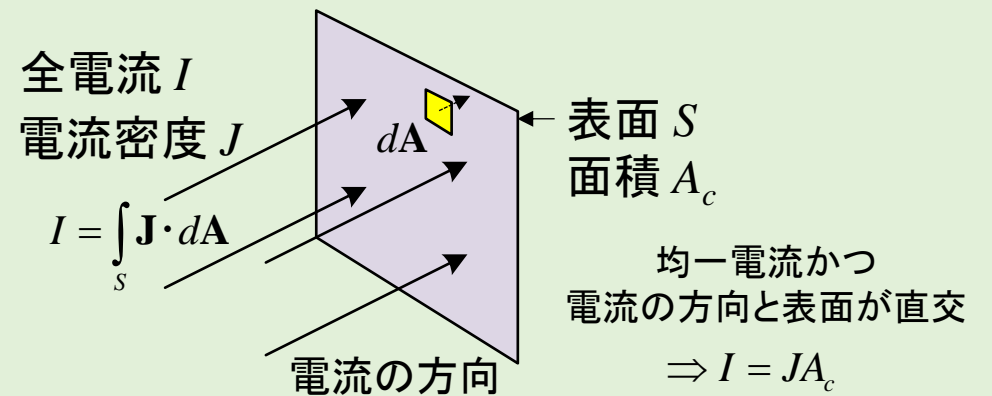 全電流 I
電流密度 J
I = ∫_S J・dA
dA
表面 S
面積 A_c
均一電流かつ
電流の方向と表面が直交
⇒ I = JA_c
電流の方向